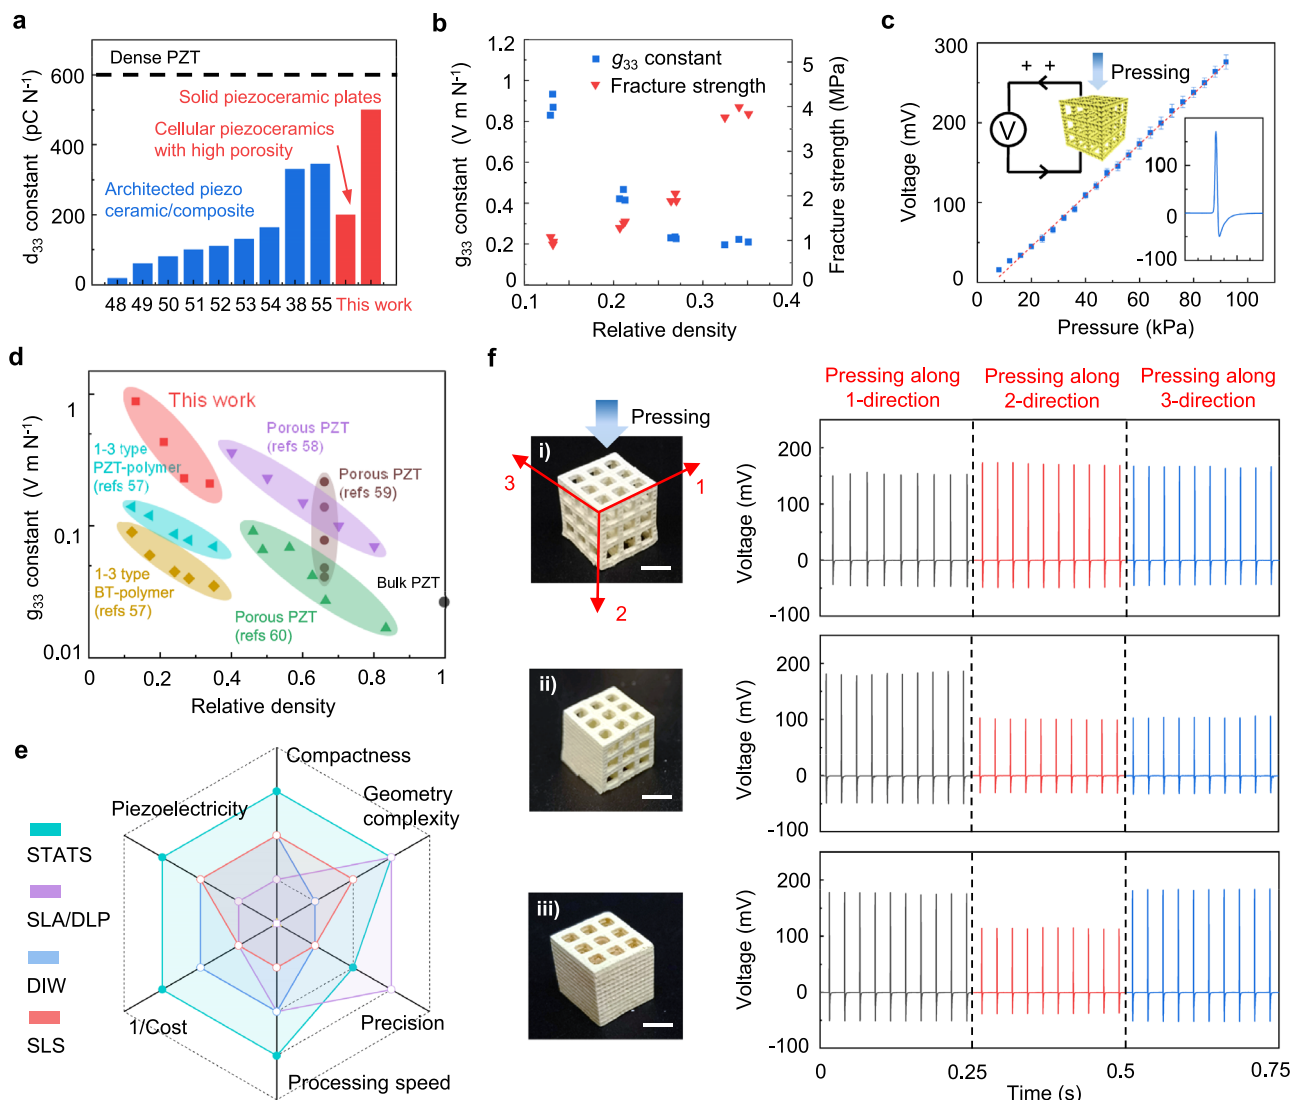 a
Dense PZT
600
400
200
0
d33 constant (pC N-1)
Solid piezoceramic plates
Cellular piezoceramics
with high porosity
Architected piezo
ceramic/composite
48 49 50 51 52 53 54 38 55 This work
b
g33 constant
Fracture strength
1.2
1
0.8
0.6
0.4
0.2
0
g33 constant (V m N-1)
5
4
3
2
1
0
Fracture strength (MPa)
0.1 0.2 0.3 0.4
Relative density
c
300
200
100
0
Voltage (mV)
+ +
V
Pressing
100
0
-100
0 20 40 60 80 100
Pressure (kPa)
d
1
0.1
0.01
g33 constant (V m N-1)
This work
1-3 type
PZT-polymer
(refs 57)
Porous PZT
(refs 58)
Porous PZT
(refs 59)
1-3 type
BT-polymer
(refs 57)
Porous PZT
(refs 60)
Bulk PZT
0 0.2 0.4 0.6 0.8 1
Relative density
e
Compactness
Geometry
complexity
Piezoelectricity
1/Cost
Precision
Processing speed
STATS
SLA/DLP
DIW
SLS
f
Pressing
i)
3
1
2
ii)
iii)
Pressing along
1-direction
Pressing along
2-direction
Pressing along
3-direction
200
100
0
-100
Voltage (mV)
200
100
0
-100
Voltage (mV)
200
100
0
-100
Voltage (mV)
0 0.25 0.5 0.75
Time (s)